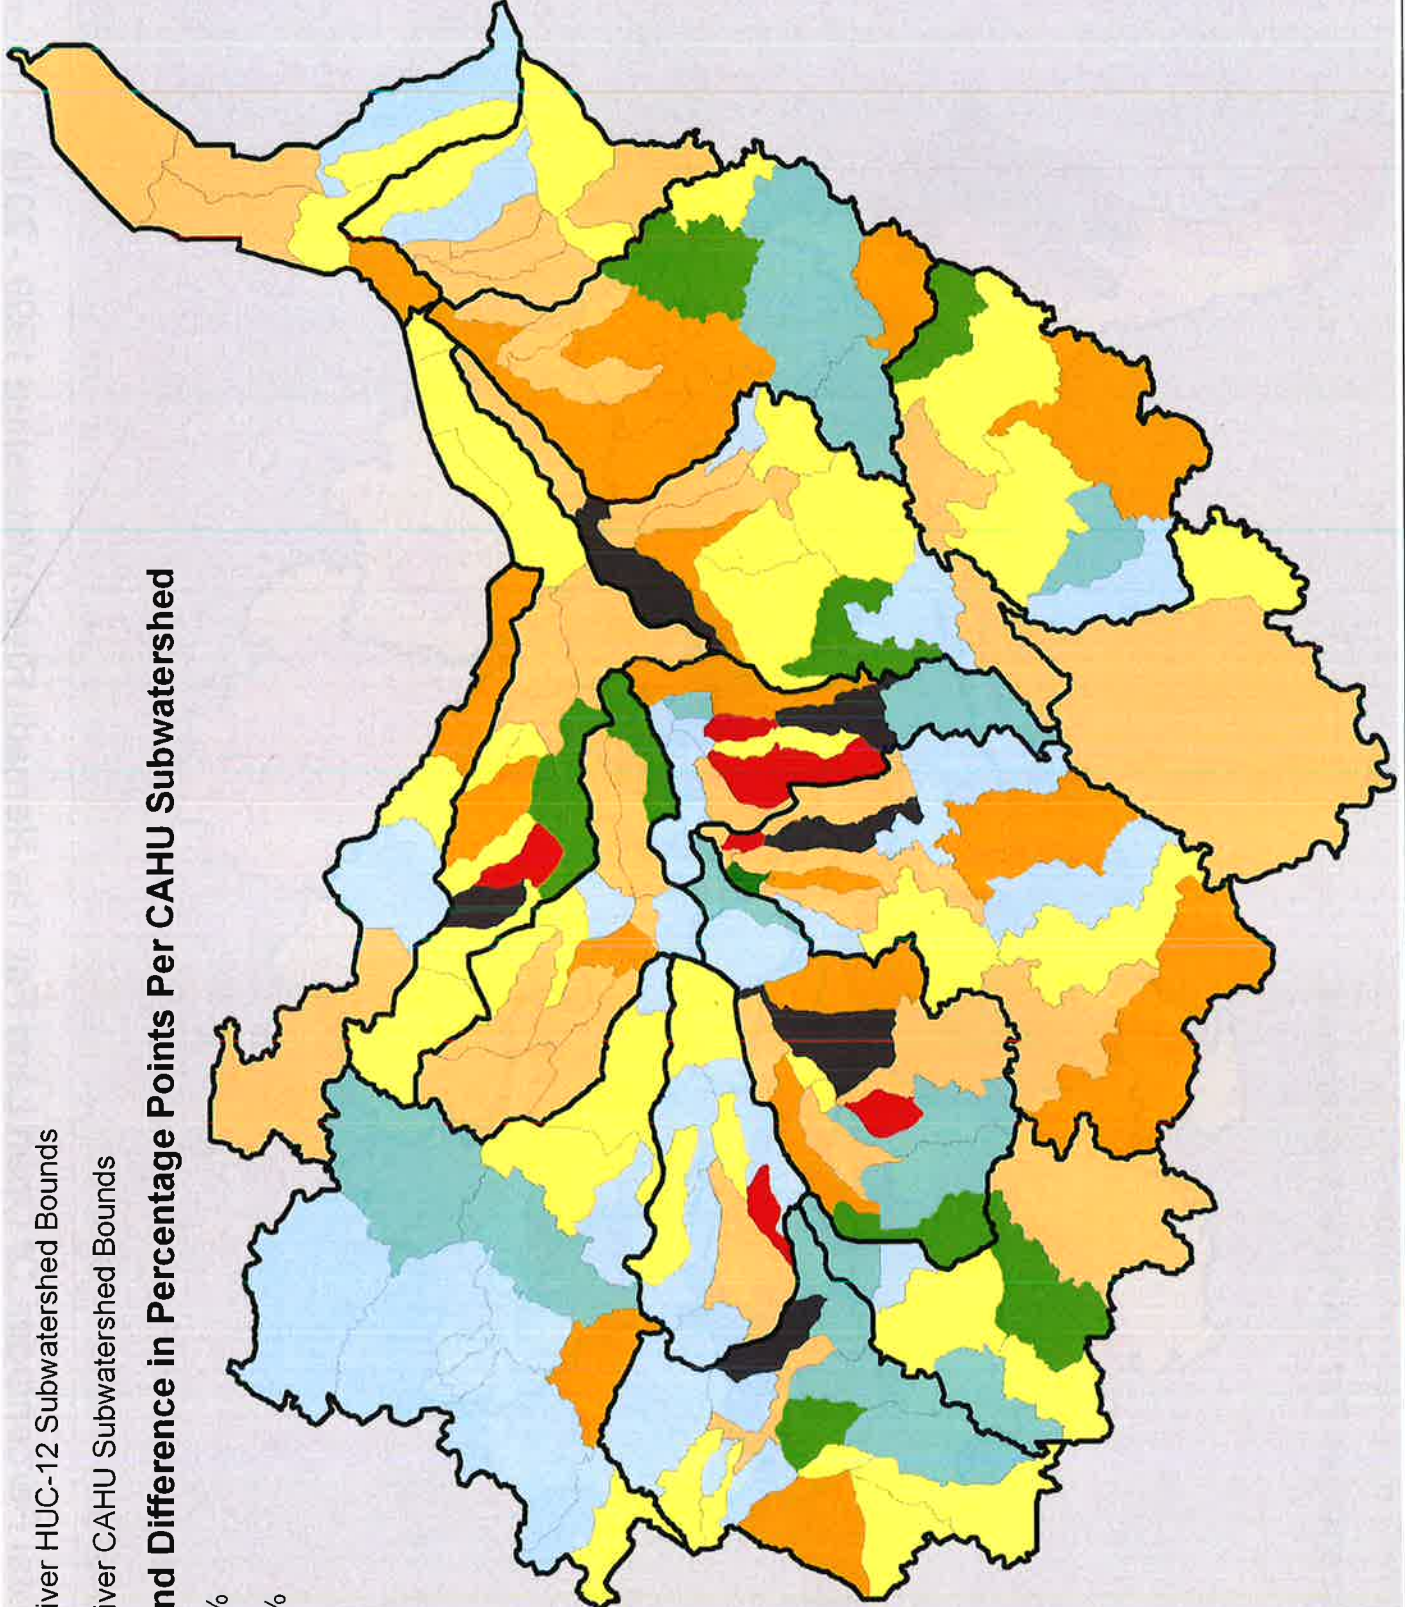 iver HUC-12 Subwatershed Bounds
iver CAHU Subwatershed Bounds
nd Difference in Percentage Points Per CAHU Subwatershed
%
%